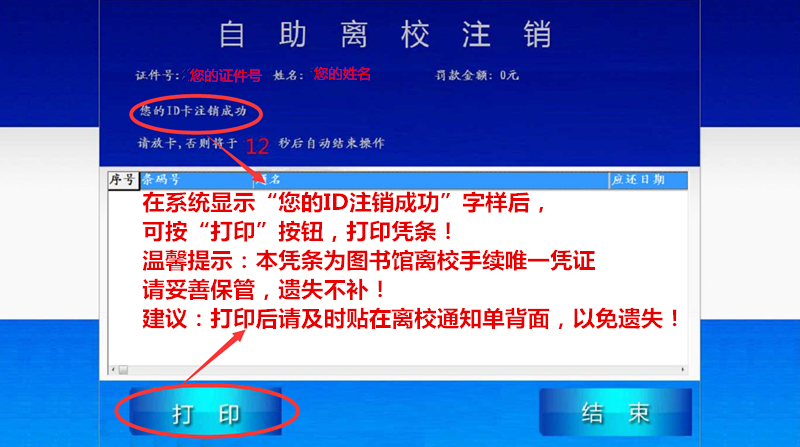 自助离校注销
证件号: 您的证件号 姓名: 您的姓名 罚款金额: 0元
您的ID卡注销成功
请放卡,否则将于 12 秒后自动结束操作
序号 条码号 题名 应还日期
在系统显示“您的ID注销成功”字样后，
可按“打印”按钮，打印凭条！
温馨提示：本凭条为图书馆离校手续唯一凭证
请妥善保管，遗失不补！
建议：打印后请及时贴在离校通知单背面，以免遗失！
打 印 结 束